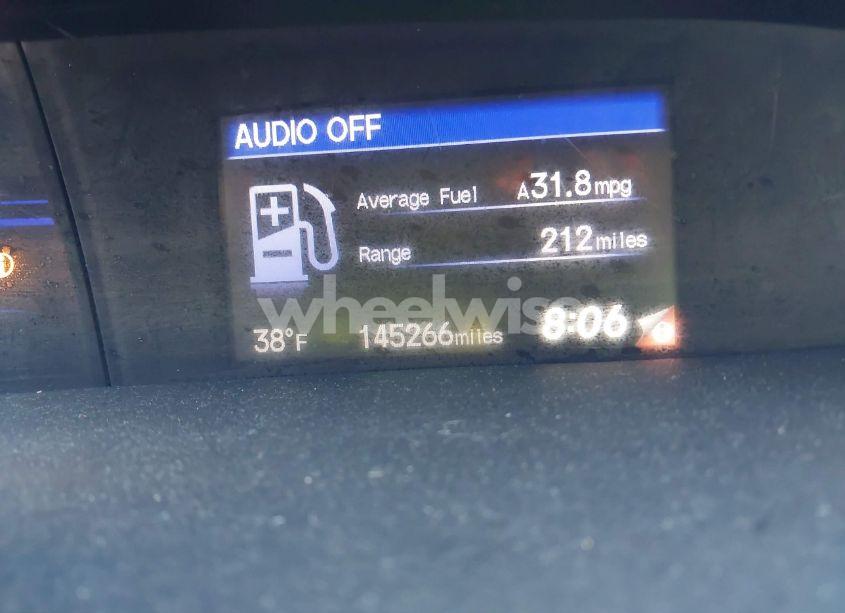 AUDIO OFF
Average Fuel A31.8mpg
Range 212miles
wheelwise
38°F 145266miles 8:06